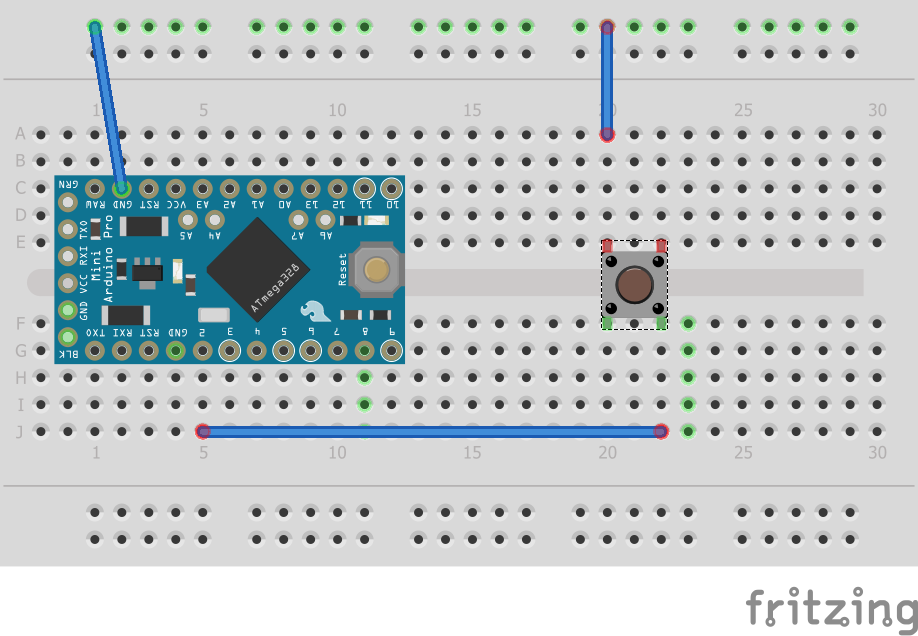 1 5 10 15 20 25 30
A
B
C
D
E
F
G
H
I
J
GRN
TX0
RXI
VCC
GND
BLK
RAW GND RST VCC A3 A2 A1 A0 13 12 11 10
A5 A4 A7 A6
Arduino Pro
Mini
ATmega328
Reset
TX0 RXI RST GND 2 3 4 5 6 7 8 9
1 5 10 15 20 25 30
fritzing